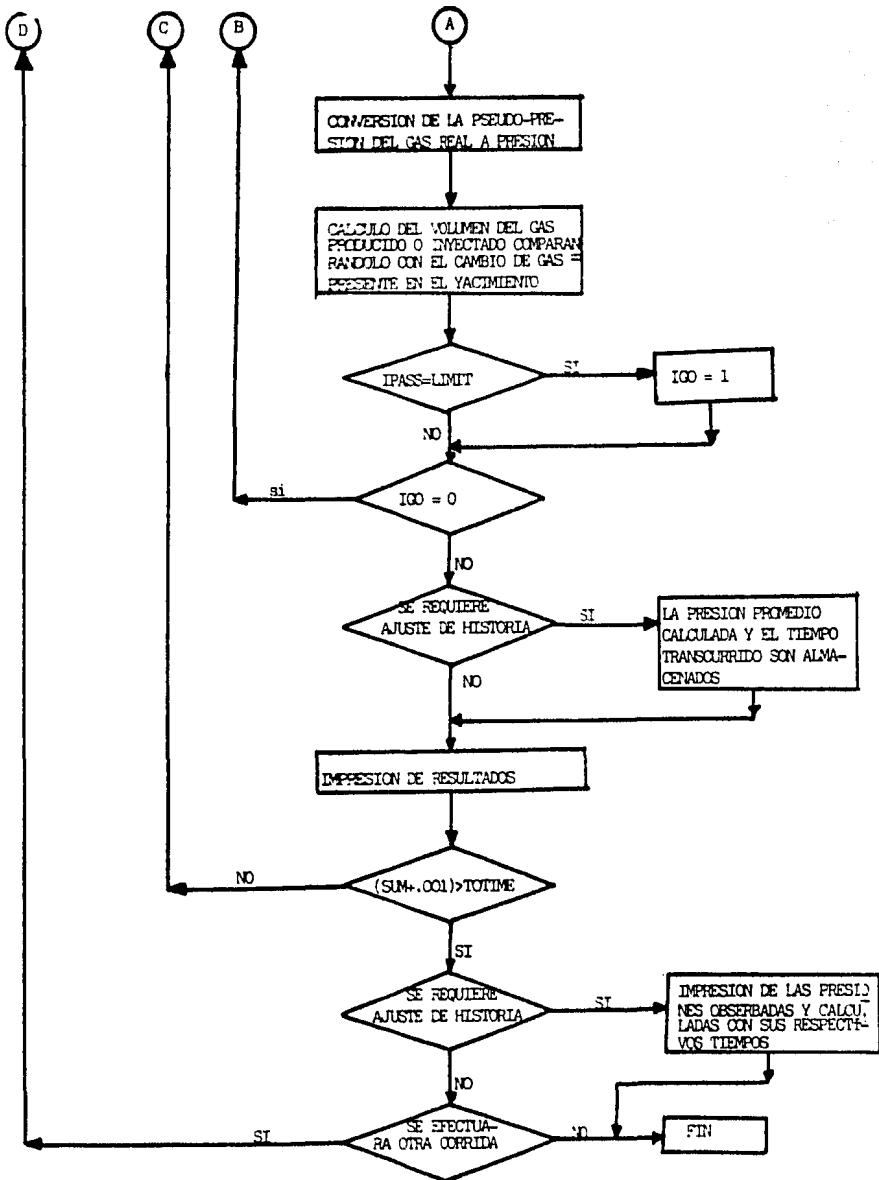 D
C
B
A
CONVERSION DE LA PSEUDO-PRE-
SION DEL GAS REAL A PRESION
CALCULO DEL VOLUMEN DEL GAS
PRODUCIDO O INYECTADO COMPARAN
RANDOLO CON EL CAMBIO DE GAS =
PRESENTE EN EL YACIMIENTO
IPASS=LIMIT
SI
IGO = 1
NO
IGO = 0
si
NO
SE REQUIERE
AJUSTE DE HISTORIA
SI
LA PRESION PROMEDIO
CALCULADA Y EL TIEMPO
TRANSCURRIDO SON ALMA-
CENADOS
NO
IMPRESION DE RESULTADOS
(SUM+.001)>TOTIME
NO
SI
SE REQUIERE
AJUSTE DE HISTORIA
SI
IMPRESION DE LAS PRESIO
NES OBSERBADAS Y CALCU
LADAS CON SUS RESPECTI-
VOS TIEMPOS
NO
SE EFECTUA-
RA OTRA CORRIDA
SI
NO
FIN